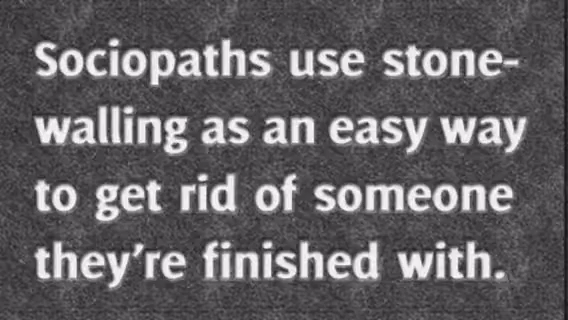 Sociopaths use stone-
walling as an easy way
to get rid of someone
they're finished with.